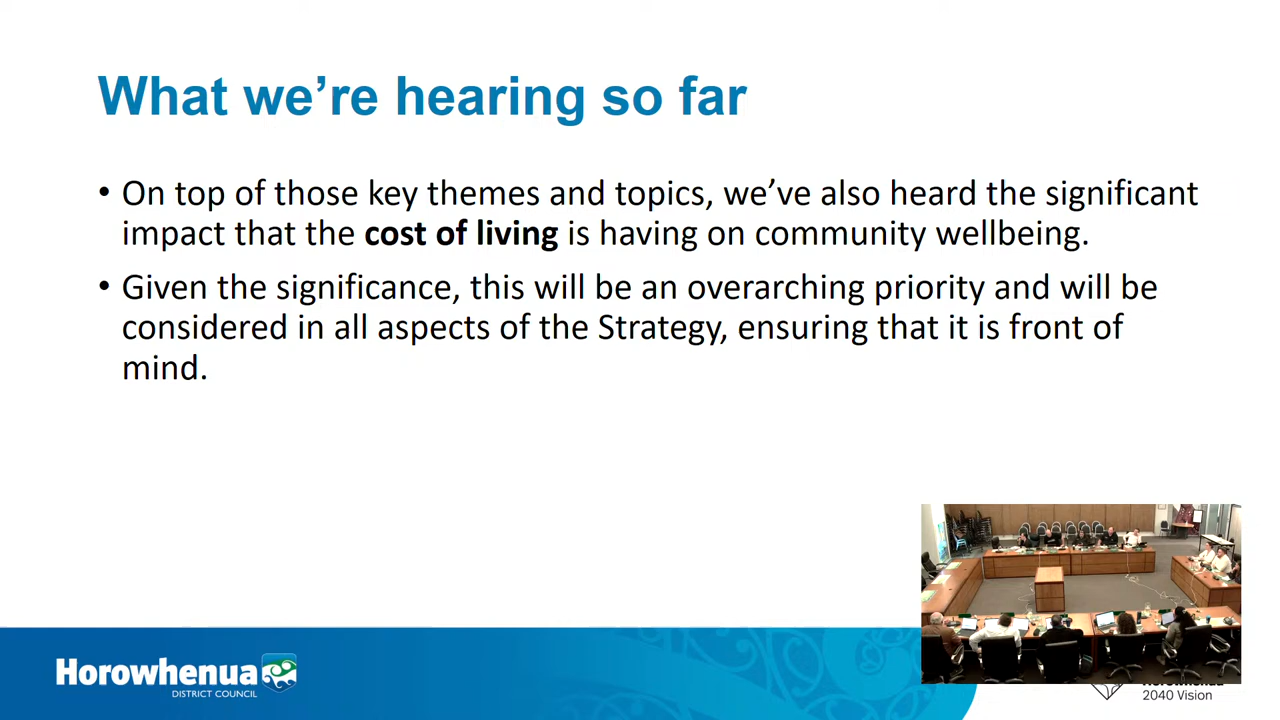 What we're hearing so far
• On top of those key themes and topics, we've also heard the significant
impact that the cost of living is having on community wellbeing.
• Given the significance, this will be an overarching priority and will be
considered in all aspects of the Strategy, ensuring that it is front of
mind.
Horowhenua
DISTRICT COUNCIL
Horowhenua
2040 Vision